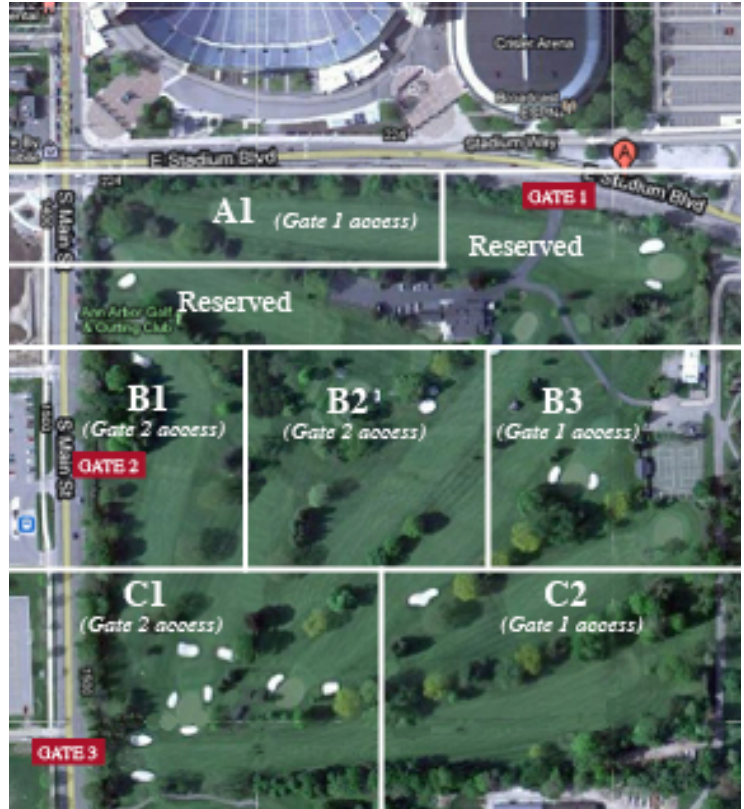 Crisler Arena
E Stadium Blvd
Stadium Way
A
E Stadium Blvd
GATE 1
S Main St
A1
(Gate 1 access)
Reserved
Reserved
Ann Arbor Golf
& Outing Club
B1
(Gate 2 access)
B2
(Gate 2 access)
B3
(Gate 1 access)
S Main St
GATE 2
C1
(Gate 2 access)
C2
(Gate 1 access)
1500
GATE 3